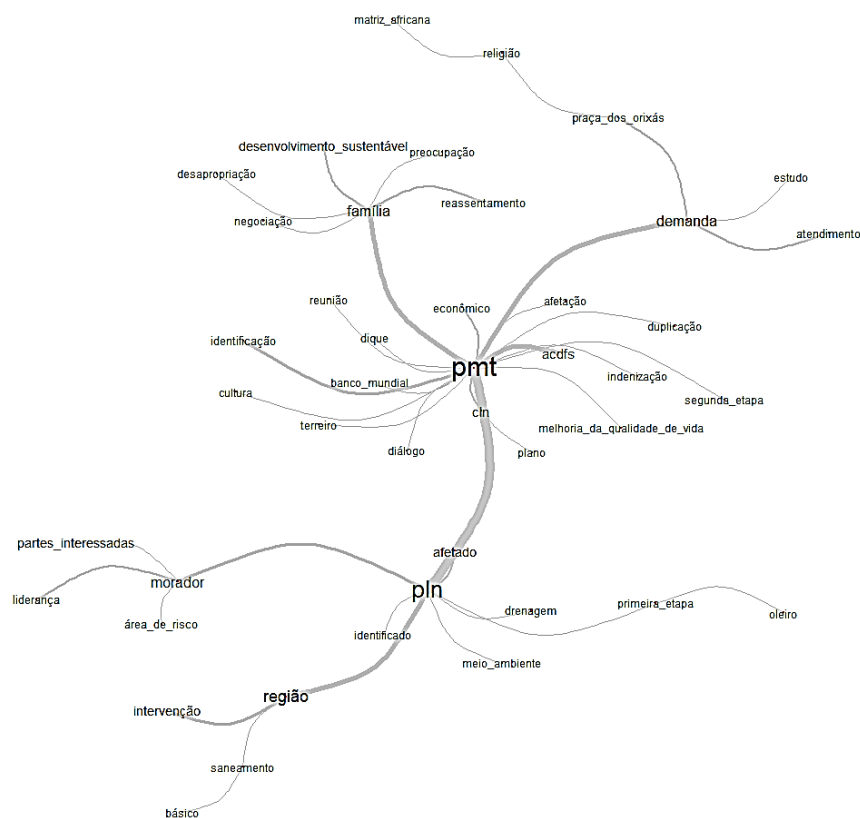 matriz_africana
religião
praça_dos_orixás
desenvolvimento_sustentável
preocupação
desapropriação
estudo
família
reassentamento
negociação
demanda
atendimento
reunião
econômico
afetação
duplicação
identificação
dique
acdfs
pmt
indenização
banco_mundial
cultura
segunda_etapa
cln
terreiro
melhoria_da_qualidade_de_vida
diálogo
plano
partes_interessadas
afetado
morador
pln
liderança
área_de_risco
drenagem
primeira_etapa
oleiro
identificado
meio_ambiente
região
intervenção
saneamento
básico